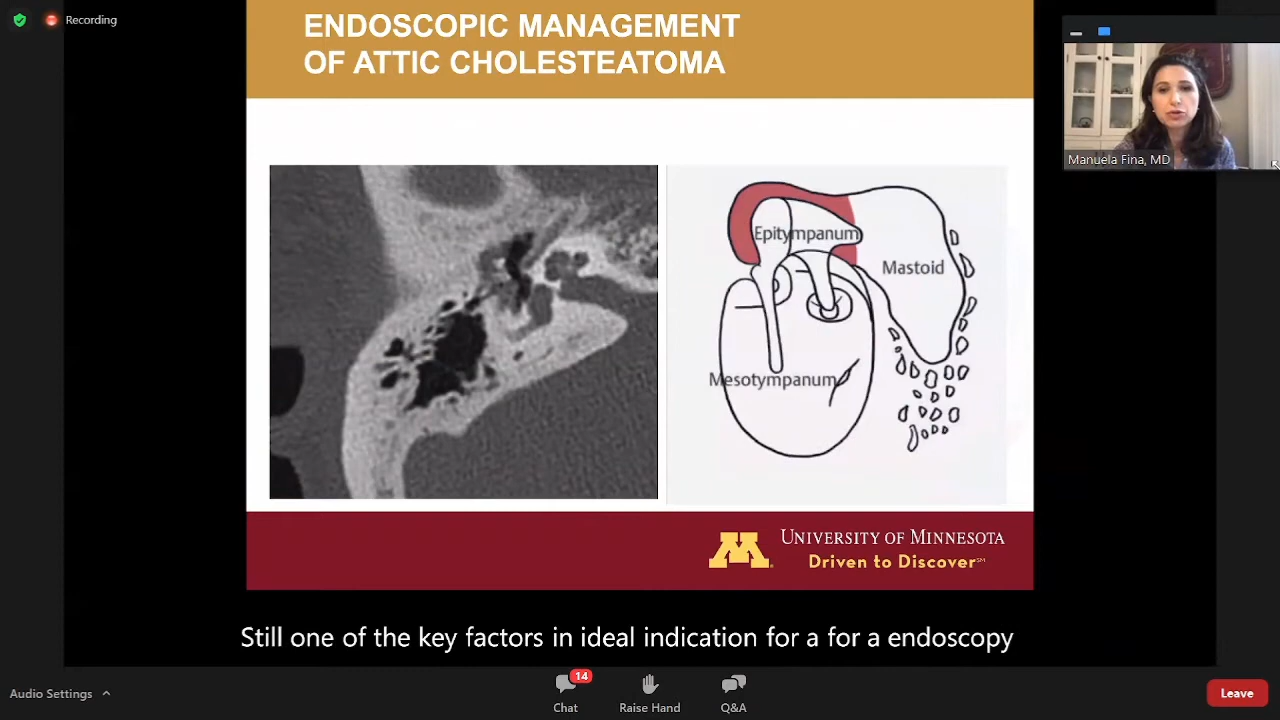 Recording
ENDOSCOPIC MANAGEMENT
OF ATTIC CHOLESTEATOMA
Manuela Fina, MD
Epitympanum
Mastoid
Mesotympanum
M
UNIVERSITY OF MINNESOTA
Driven to Discover℠
Still one of the key factors in ideal indication for a for a endoscopy
Audio Settings
14
Chat
Raise Hand
Q&A
Leave